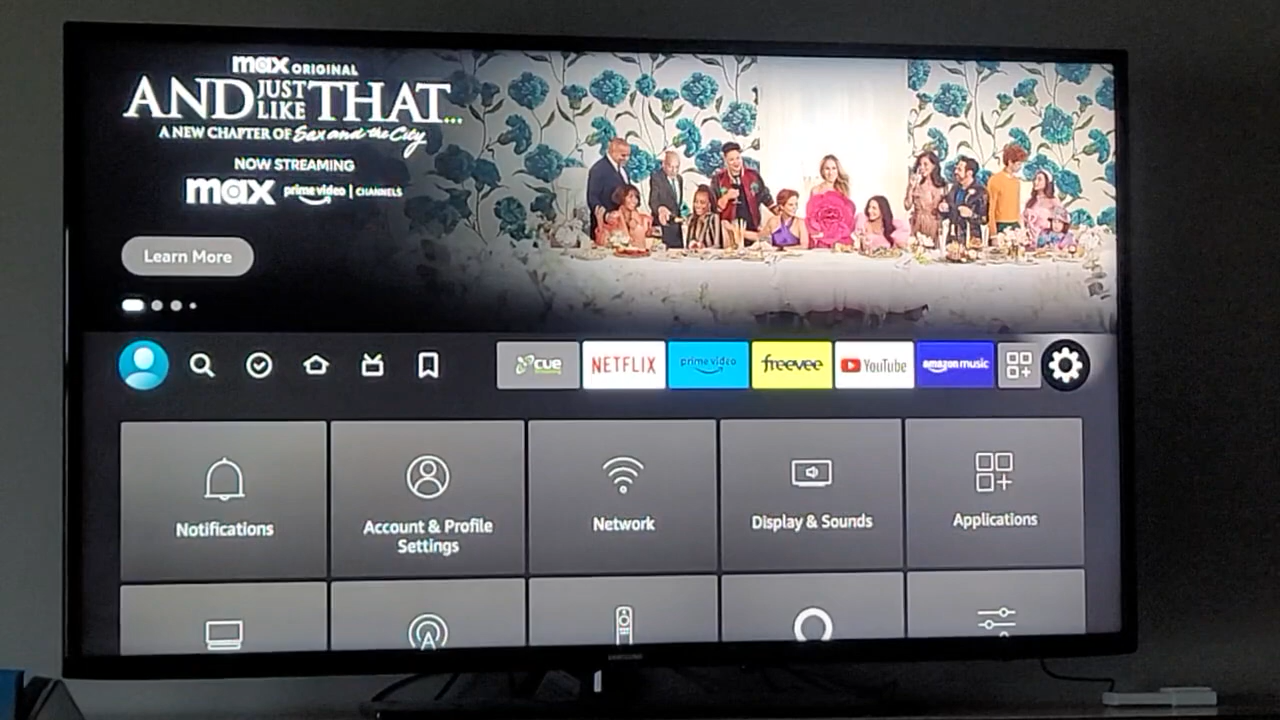 max ORIGINAL
AND JUST LIKE THAT...
A NEW CHAPTER OF Sex and the City
NOW STREAMING
max prime video | CHANNELS
Learn More
cue
NETFLIX
prime video
freevee
YouTube
amazon music
Notifications
Account & Profile
Settings
Network
Display & Sounds
Applications
SAMSUNG